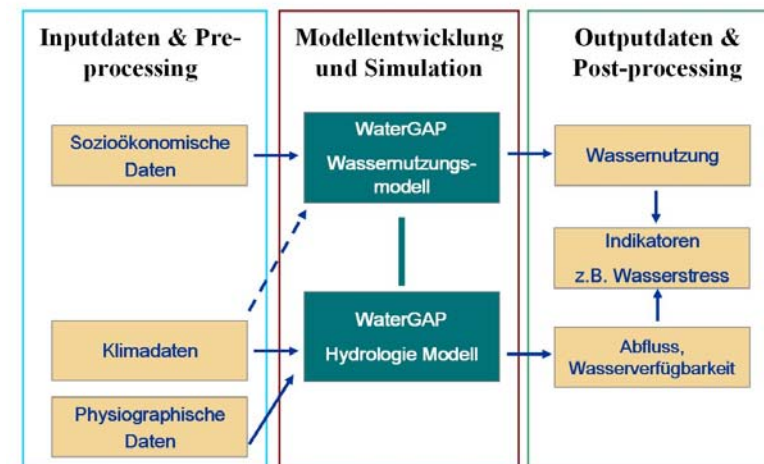 Inputdaten & Pre-
processing
Sozioökonomische
Daten
Klimadaten
Physiographische
Daten
Modellentwicklung
und Simulation
WaterGAP
Wassernutzungs-
modell
WaterGAP
Hydrologie Modell
Outputdaten &
Post-processing
Wassernutzung
Indikatoren
z.B. Wasserstress
Abfluss,
Wasserverfügbarkeit